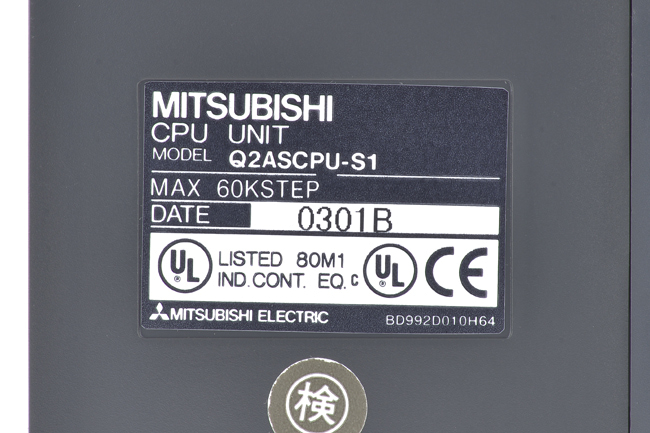 MITSUBISHI
CPU UNIT
MODEL Q2ASCPU-S1
MAX 60KSTEP
DATE 0301B
UL LISTED 80M1 c UL CE
IND. CONT. EQ.
MITSUBISHI ELECTRIC BD992D010H64
検